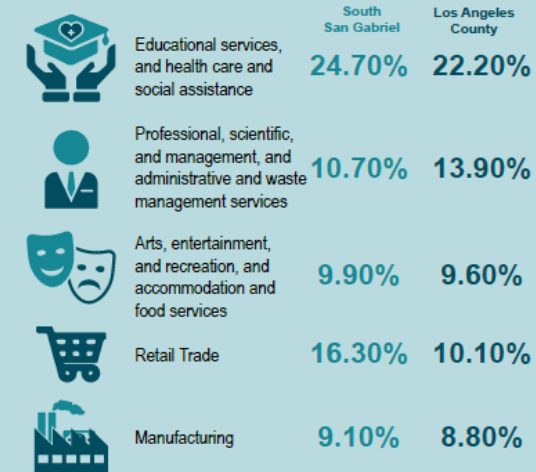 South
San Gabriel
Los Angeles
County
Educational services,
and health care and
social assistance
24.70%
22.20%
Professional, scientific,
and management, and
administrative and waste
management services
10.70%
13.90%
Arts, entertainment,
and recreation, and
accommodation and
food services
9.90%
9.60%
Retail Trade
16.30%
10.10%
Manufacturing
9.10%
8.80%